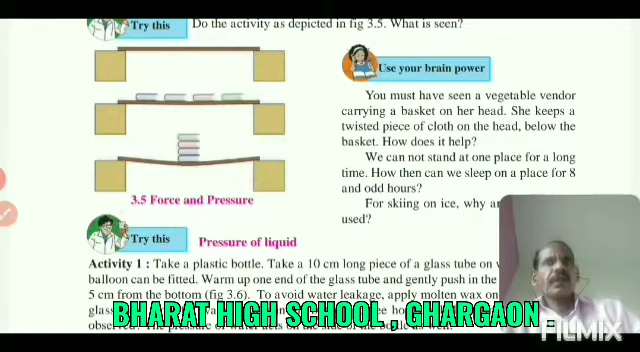 Try this
Do the activity as depicted in fig 3.5. What is seen?
Use your brain power
You must have seen a vegetable vendor
carrying a basket on her head. She keeps a
twisted piece of cloth on the head, below the
basket. How does it help?
We can not stand at one place for a long
time. How then can we sleep on a place for 8
and odd hours?
For skiing on ice, why
used?
3.5 Force and Pressure
Try this
Pressure of liquid
Activity 1 : Take a plastic bottle. Take a 10 cm long piece of a glass tube on
balloon can be fitted. Warm up one end of the glass tube and gently push in the
5 cm from the bottom (fig 3.6). To avoid water leakage, apply molten wax on
BHARAT HIGH SCHOOL , GHARGAON .
FILMIX